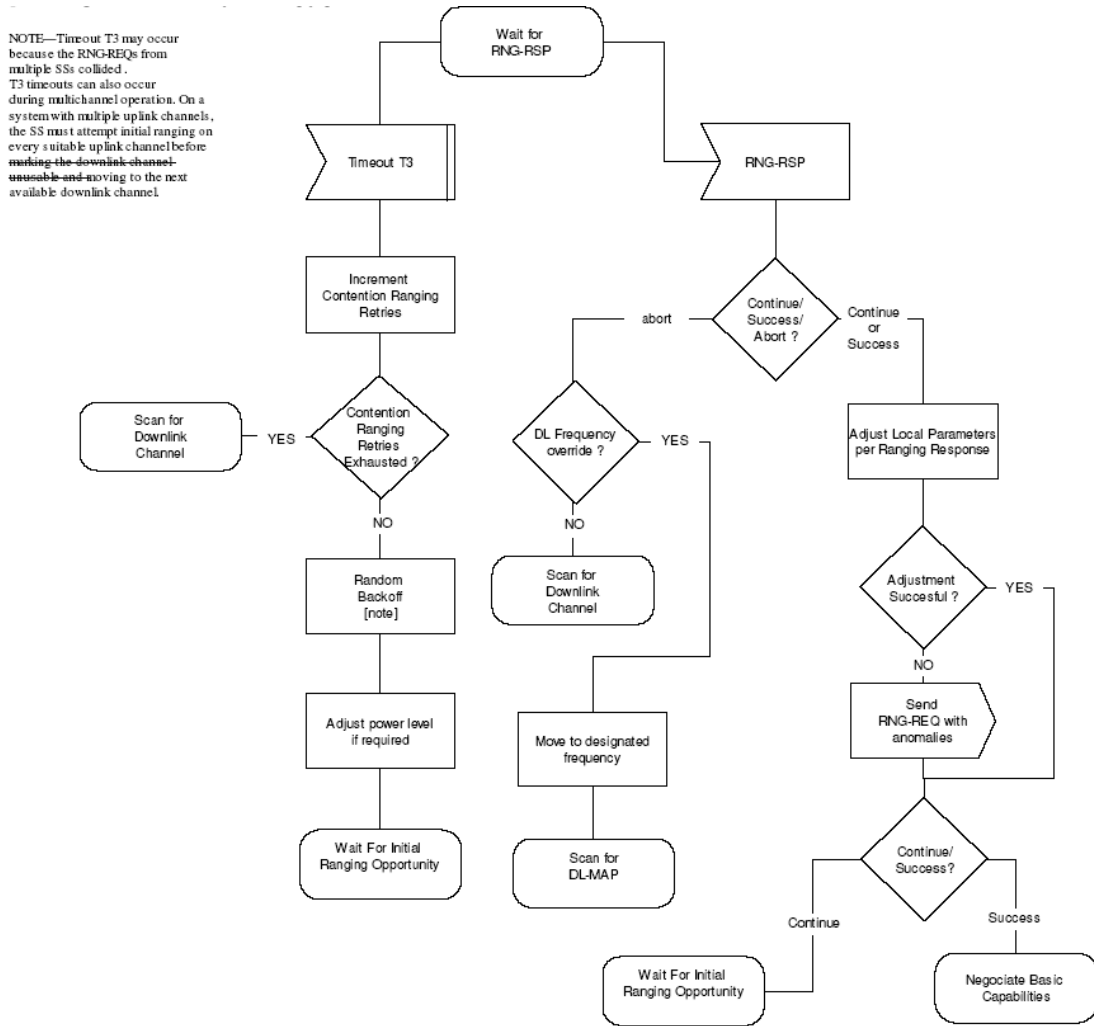 NOTE—Timeout T3 may occur
because the RNG-REQs from
multiple SSs collided .
T3 timeouts can also occur
during multichannel operation. On a
system with multiple uplink channels,
the SS must attempt initial ranging on
every suitable uplink channel before
marking the downlink channel
unusable and moving to the next
available downlink channel.
Wait for
RNG-RSP
Timeout T3
RNG-RSP
Increment
Contention Ranging
Retries
Continue/
Success/
Abort ?
abort
Continue
or
Success
Scan for
Downlink
Channel
YES
Contention
Ranging
Retries
Exhausted ?
DL Frequency
override ?
YES
Adjust Local Parameters
per Ranging Response
NO
NO
Random
Backoff
[note]
Scan for
Downlink
Channel
Adjustment
Succesful ?
YES
NO
Adjust power level
if required
Move to designated
frequency
Send
RNG-REQ with
anomalies
Wait For Initial
Ranging Opportunity
Scan for
DL-MAP
Continue/
Success?
Continue
Success
Wait For Initial
Ranging Opportunity
Negociate Basic
Capabilities